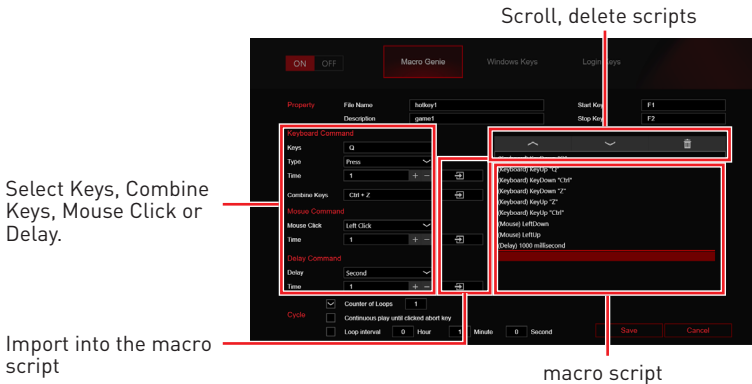 Scroll, delete scripts
ON OFF Macro Genie Windows Keys Login Keys
Property File Name hotkey1 Start Key F1
Description game1 Stop Key F2
Keyboard Command
Keys Q
Type Press
Time 1 + −
Combine Keys Ctrl + Z
Mosue Command
Mouse Click Left Click
Time 1 + −
Delay Command
Delay Second
Time 1 + −
(Keyboard) KeyUp "Q"
(Keyboard) KeyDown "Ctrl"
(Keyboard) KeyDown "Z"
(Keyboard) KeyUp "Z"
(Keyboard) KeyUp "Ctrl"
(Mouse) LeftDown
(Mouse) LeftUp
(Delay) 1000 millisecond
Cycle Counter of Loops 1
Continuous play until clicked abort key
Loop interval 0 Hour 1 Minute 0 Second
Save Cancel
Select Keys, Combine
Keys, Mouse Click or
Delay.
Import into the macro
script
macro script